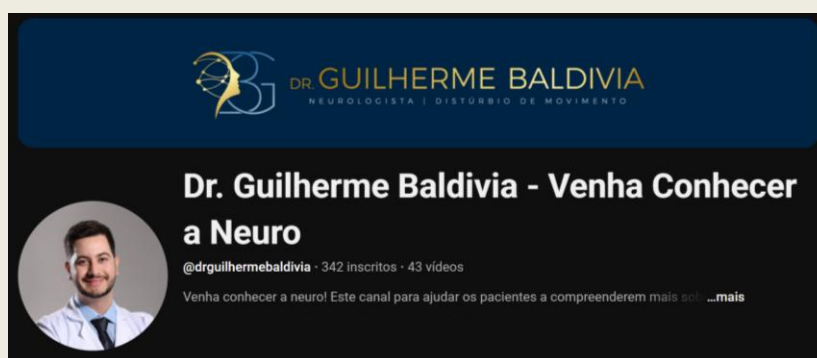 DR. GUILHERME BALDIVIA
NEUROLOGISTA | DISTÚRBIO DE MOVIMENTO
Dr. Guilherme Baldivia - Venha Conhecer
a Neuro
@drguilhermebaldivia · 342 inscritos · 43 vídeos
Venha conhecer a neuro! Este canal para ajudar os pacientes a compreenderem mais sob ...mais